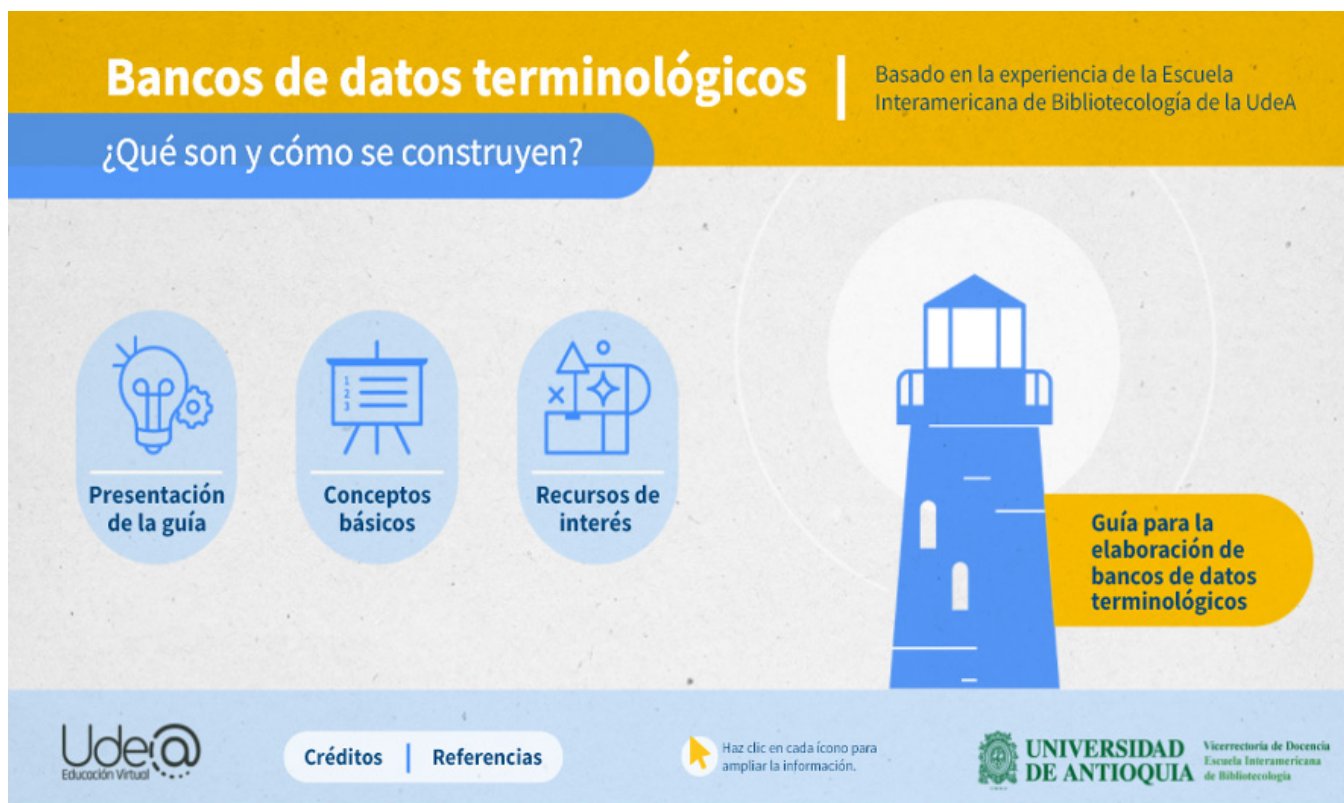 Bancos de datos terminológicos
Basado en la experiencia de la Escuela
Interamericana de Bibliotecología de la UdeA
¿Qué son y cómo se construyen?
1
2
3
Presentación
de la guía
Conceptos
básicos
Recursos de
interés
Guía para la
elaboración de
bancos de datos
terminológicos
Ude@
Educación Virtual
Créditos | Referencias
Haz clic en cada ícono para
ampliar la información.
UNIVERSIDAD
DE ANTIOQUIA
Vicerrectoría de Docencia
Escuela Interamericana
de Bibliotecología